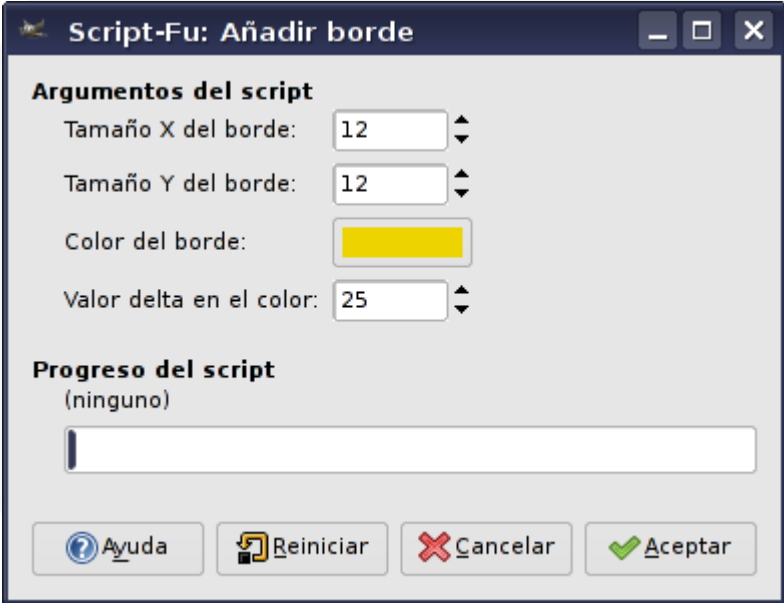 Script-Fu: Añadir borde
Argumentos del script
Tamaño X del borde: 12
Tamaño Y del borde: 12
Color del borde:
Valor delta en el color: 25
Progreso del script
(ninguno)
Ayuda Reiniciar Cancelar Aceptar